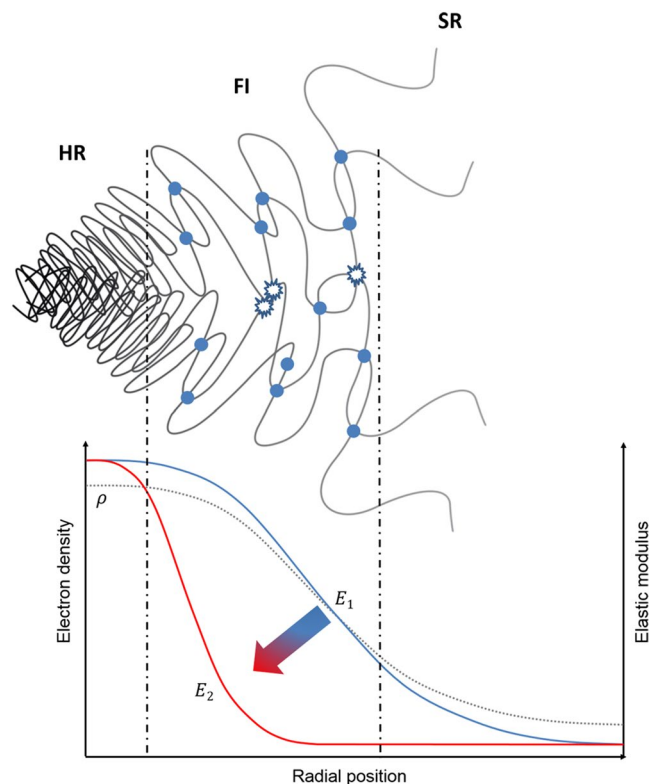 SR
FI
HR
ρ
E₁
E₂
Electron density
Elastic modulus
Radial position